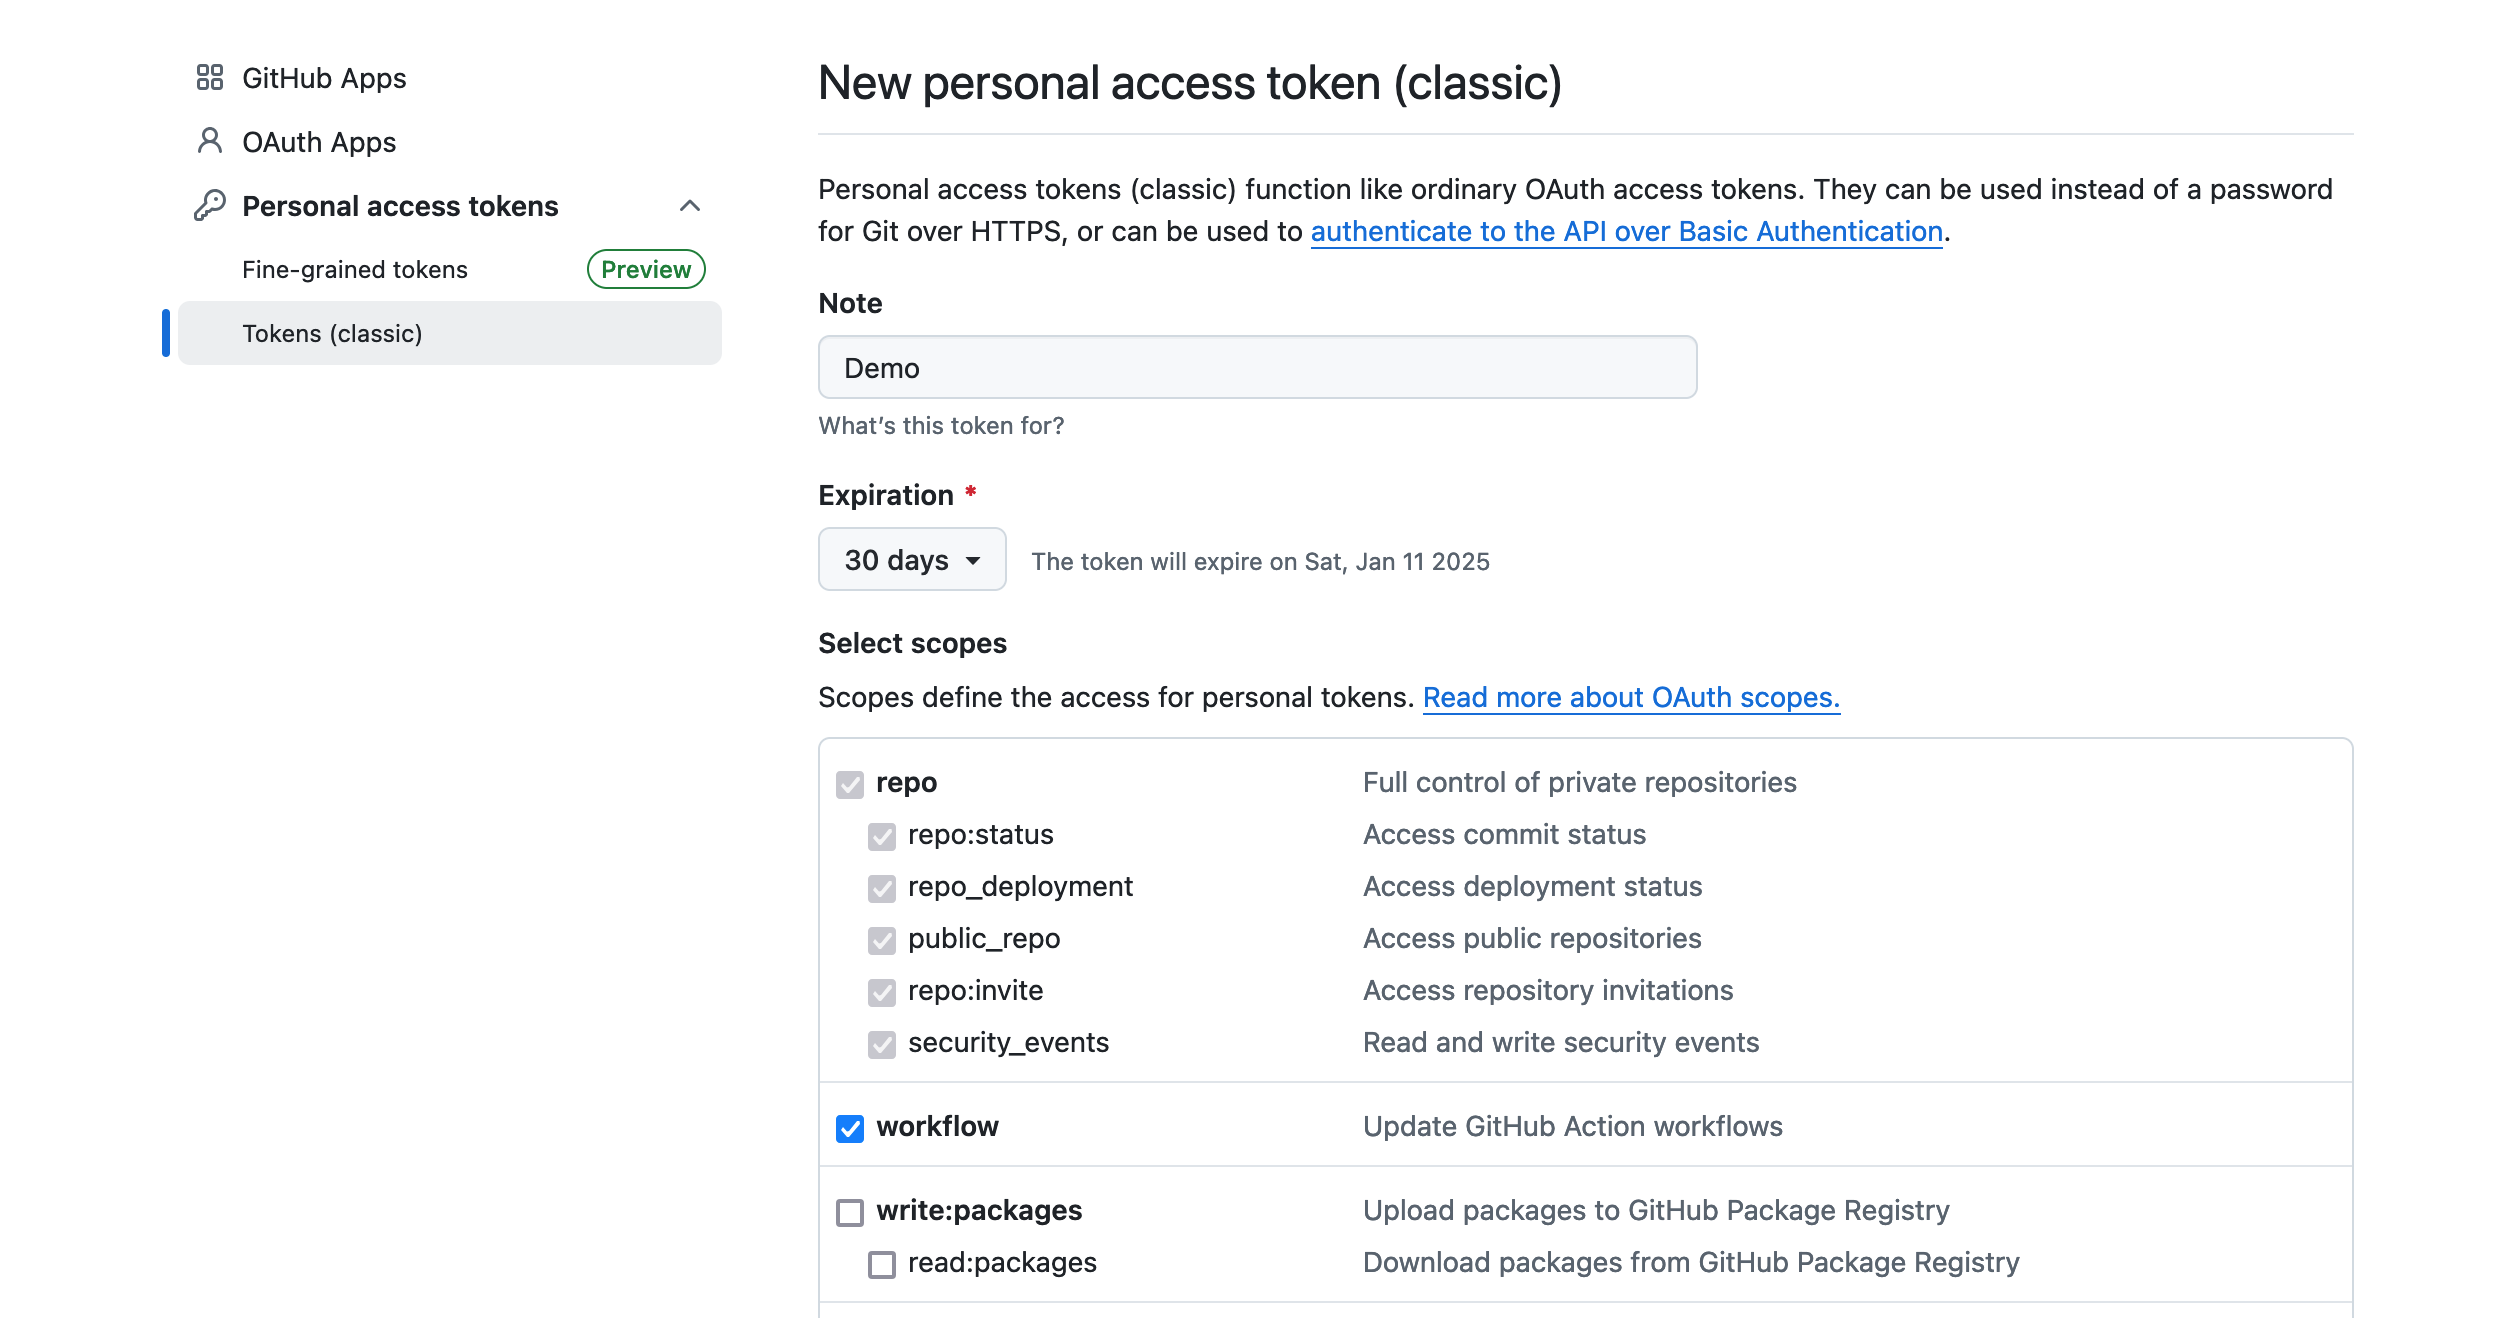 GitHub Apps
OAuth Apps
Personal access tokens
Fine-grained tokens Preview
Tokens (classic)
New personal access token (classic)
Personal access tokens (classic) function like ordinary OAuth access tokens. They can be used instead of a password
for Git over HTTPS, or can be used to authenticate to the API over Basic Authentication.
Note
Demo
What's this token for?
Expiration *
30 days The token will expire on Sat, Jan 11 2025
Select scopes
Scopes define the access for personal tokens. Read more about OAuth scopes.
repo Full control of private repositories
repo:status Access commit status
repo_deployment Access deployment status
public_repo Access public repositories
repo:invite Access repository invitations
security_events Read and write security events
workflow Update GitHub Action workflows
write:packages Upload packages to GitHub Package Registry
read:packages Download packages from GitHub Package Registry